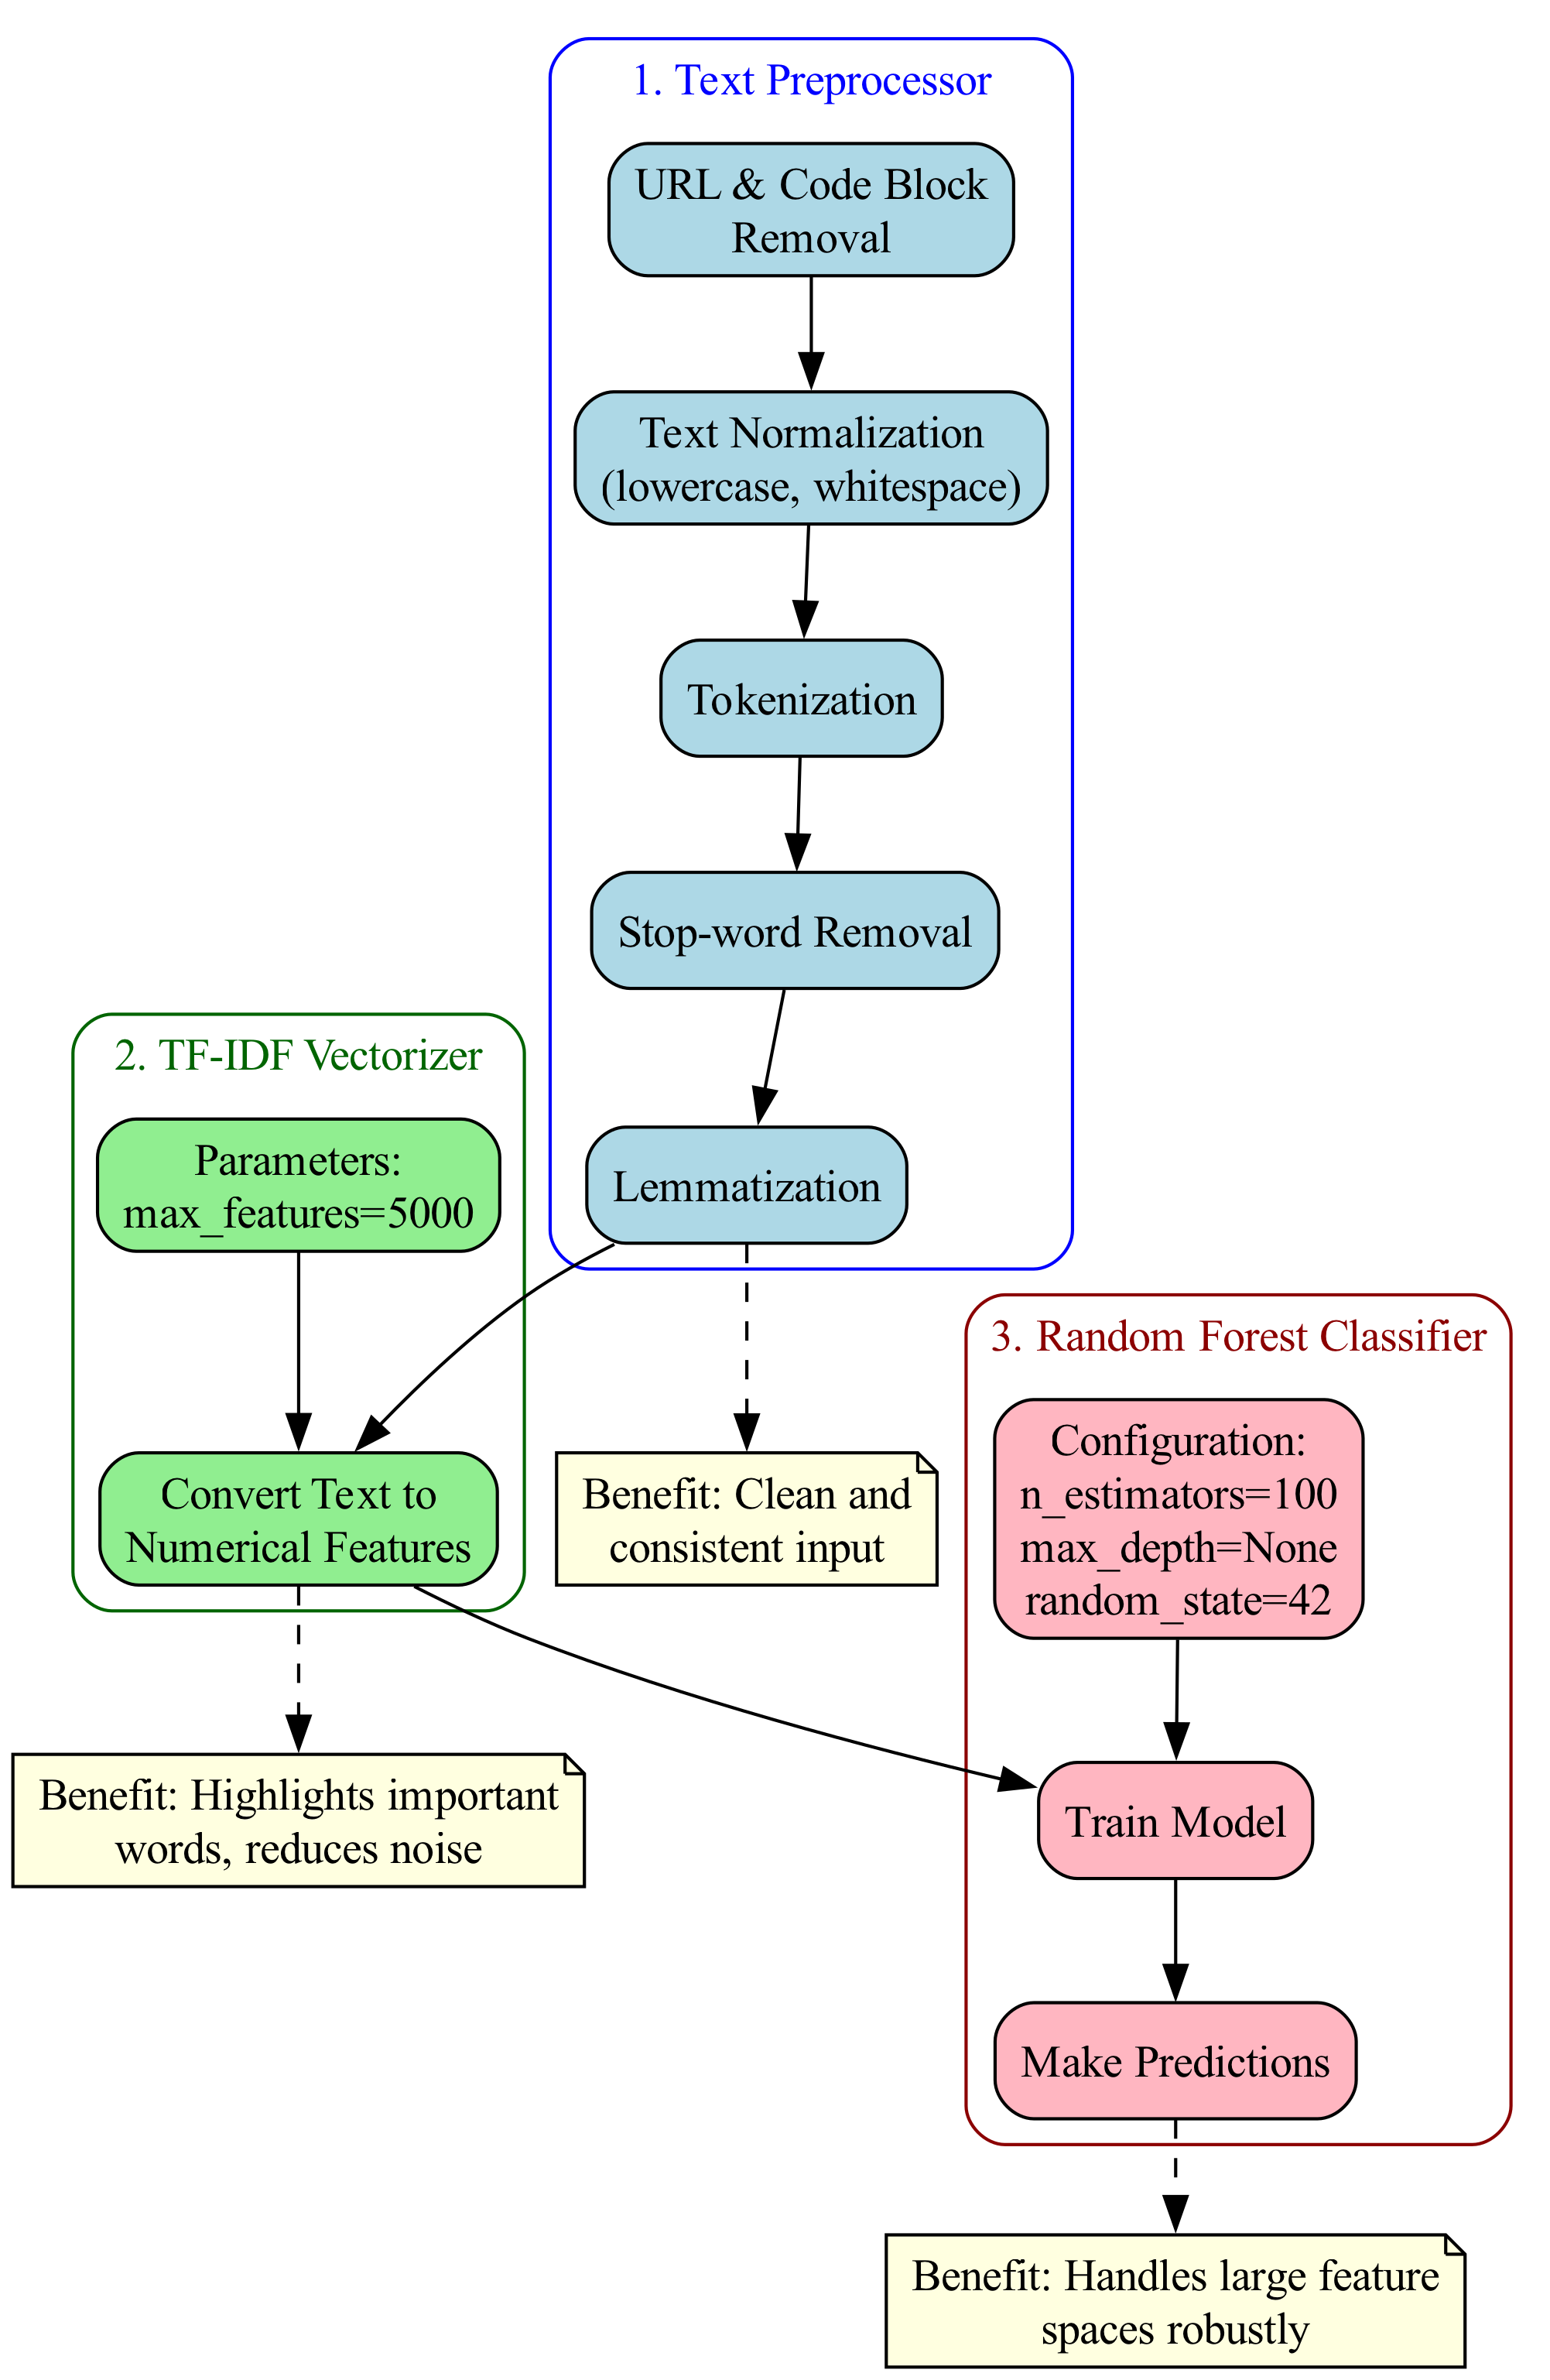 1. Text Preprocessor
URL & Code Block
Removal
Text Normalization
(lowercase, whitespace)
Tokenization
Stop-word Removal
Lemmatization
2. TF-IDF Vectorizer
Parameters:
max_features=5000
Convert Text to
Numerical Features
Benefit: Clean and
consistent input
Benefit: Highlights important
words, reduces noise
3. Random Forest Classifier
Configuration:
n_estimators=100
max_depth=None
random_state=42
Train Model
Make Predictions
Benefit: Handles large feature
spaces robustly